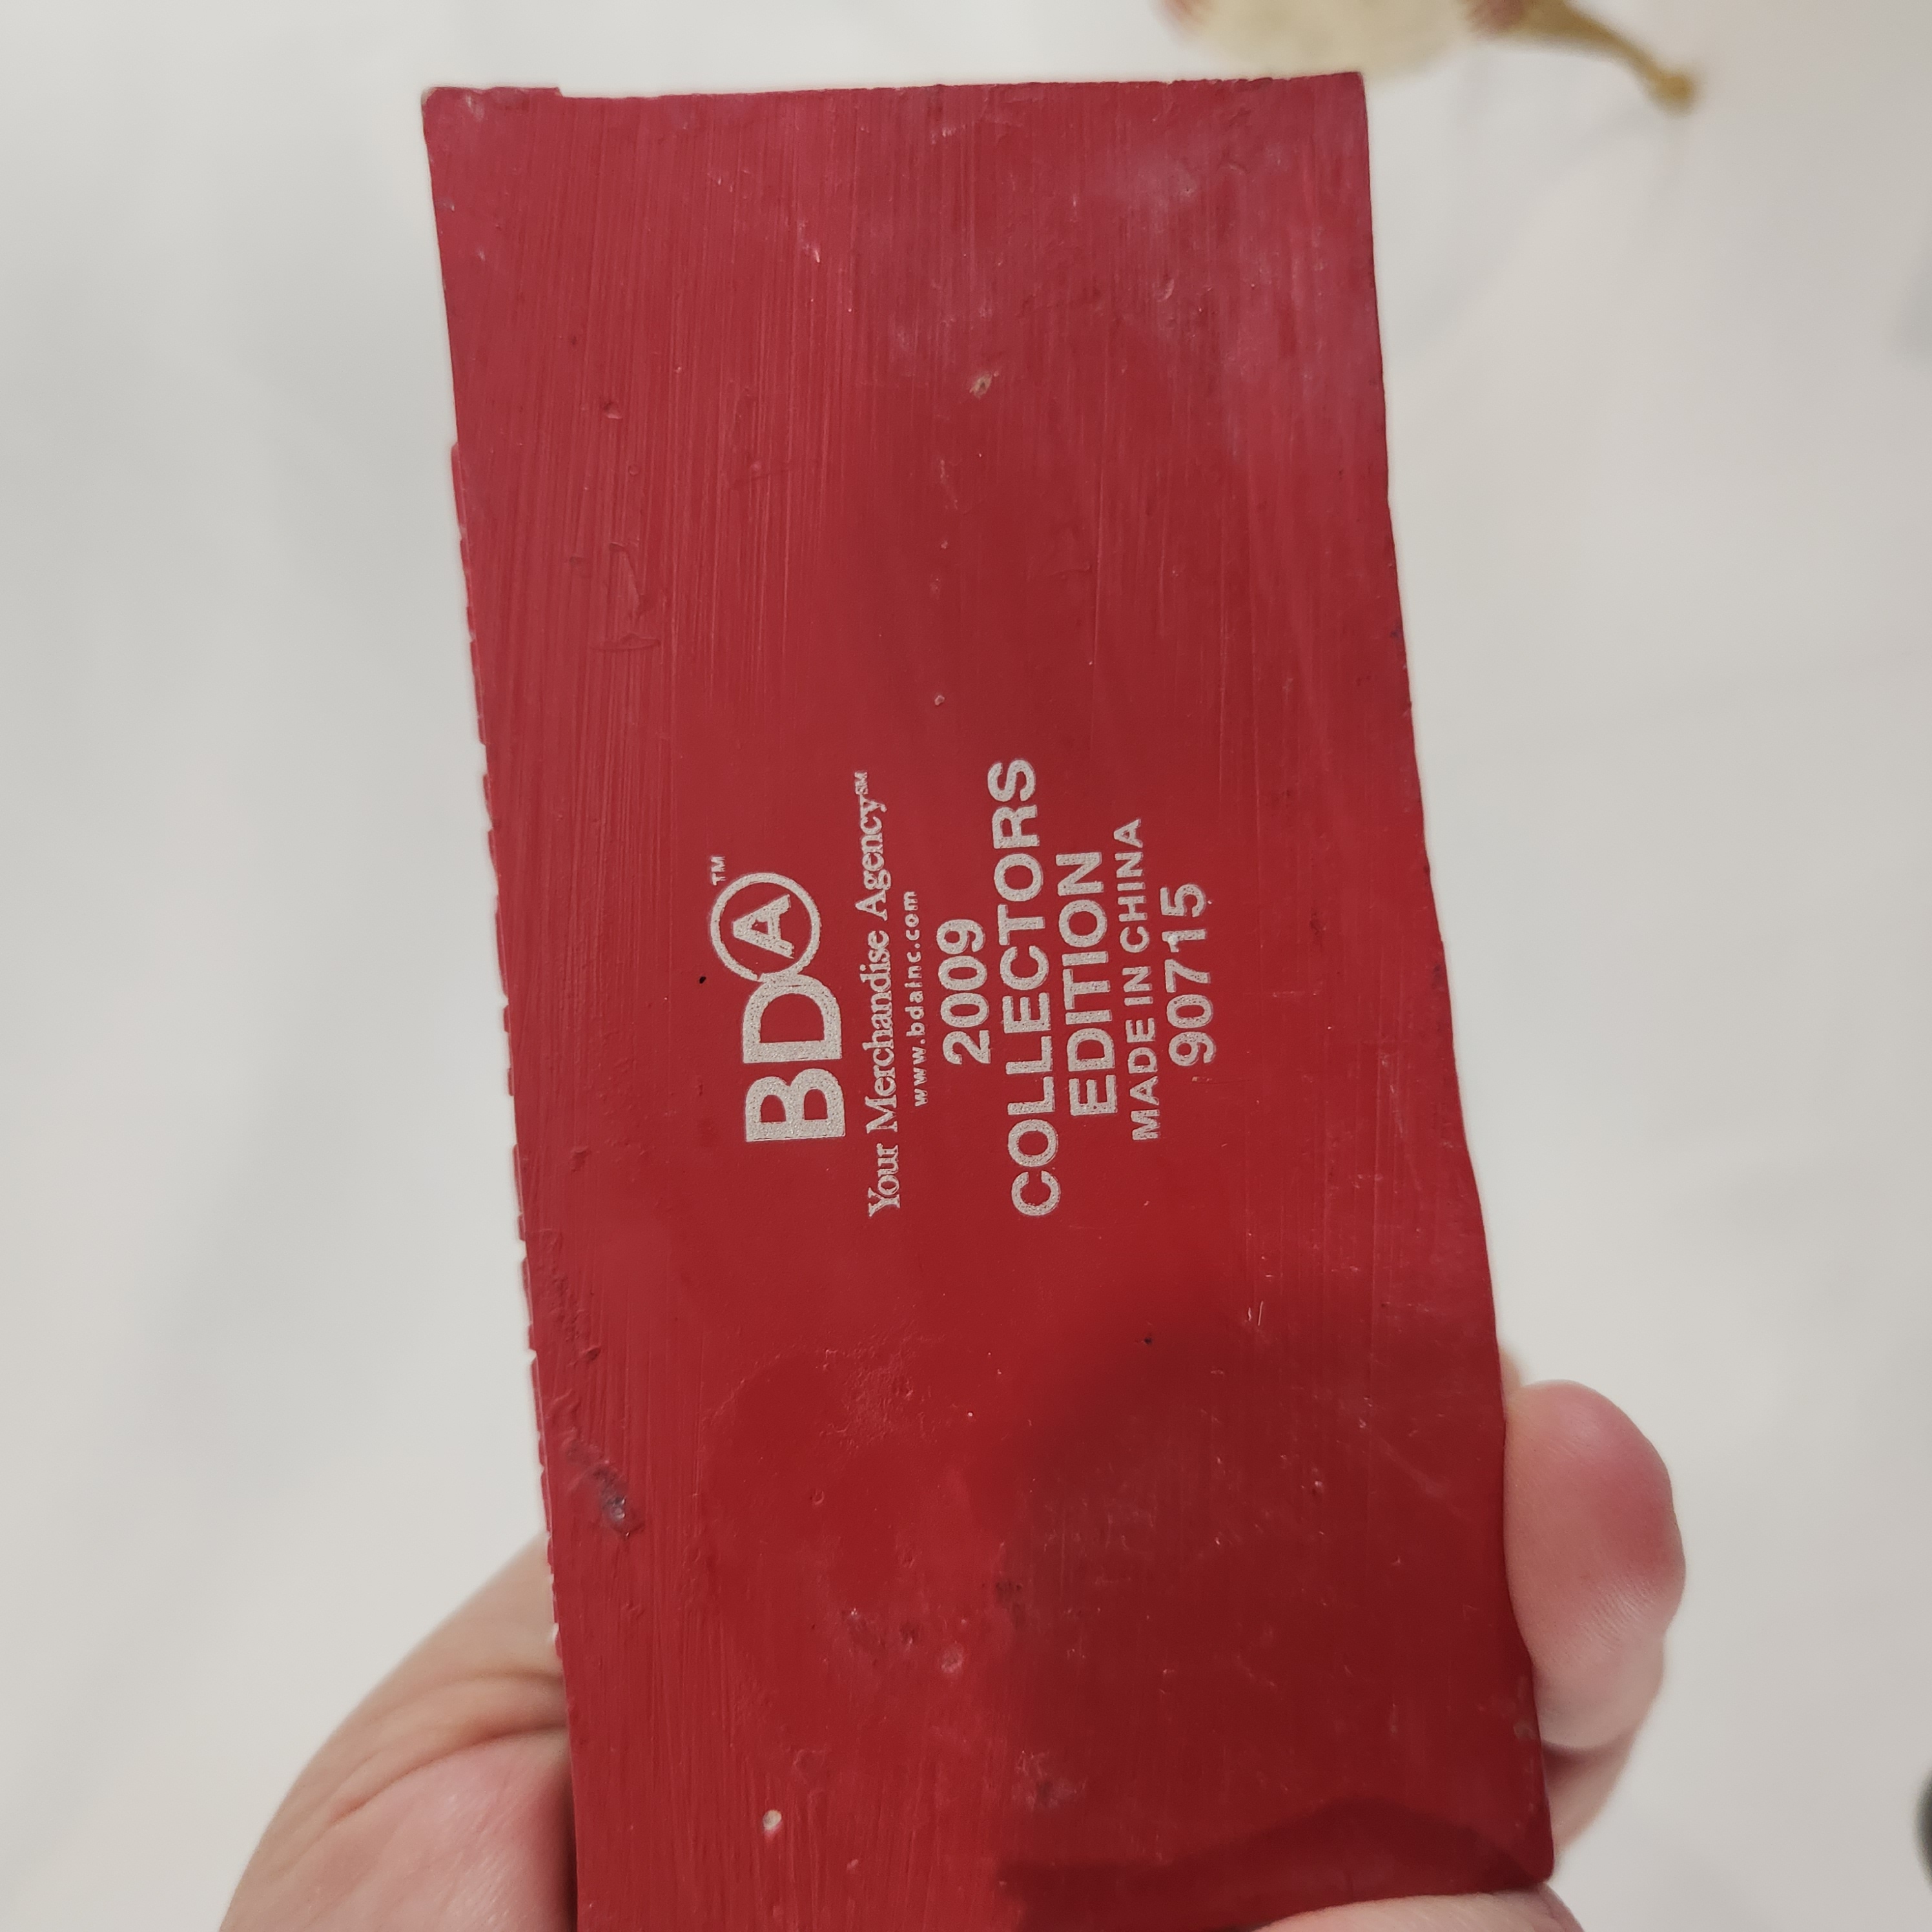 BDA™
Your Merchandise Agency℠
www.bdainc.com
2009
COLLECTORS
EDITION
MADE IN CHINA
90715